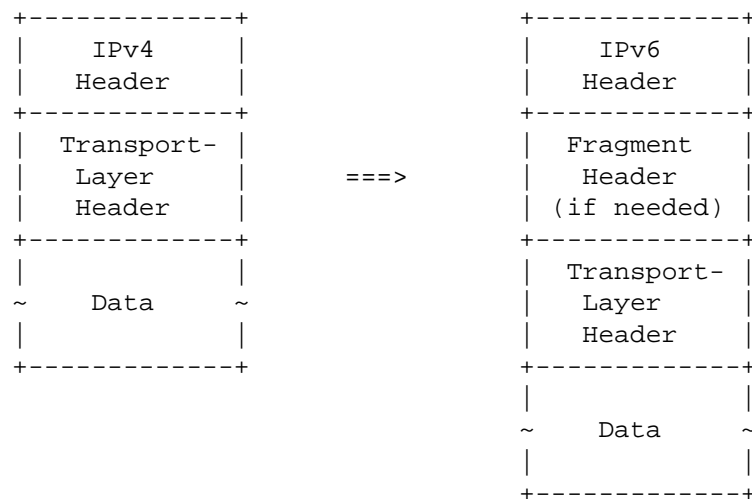 +-------------+                 +-------------+
|    IPv4     |                 |    IPv6     |
|   Header    |                 |   Header    |
+-------------+                 +-------------+
|  Transport- |                 |  Fragment   |
|   Layer     |      ===>       |   Header    |
|   Header    |                 | (if needed) |
+-------------+                 +-------------+
|             |                 |  Transport- |
~    Data     ~                 |   Layer     |
|             |                 |   Header    |
+-------------+                 +-------------+
                                |             |
                                ~    Data     ~
                                |             |
                                +-------------+